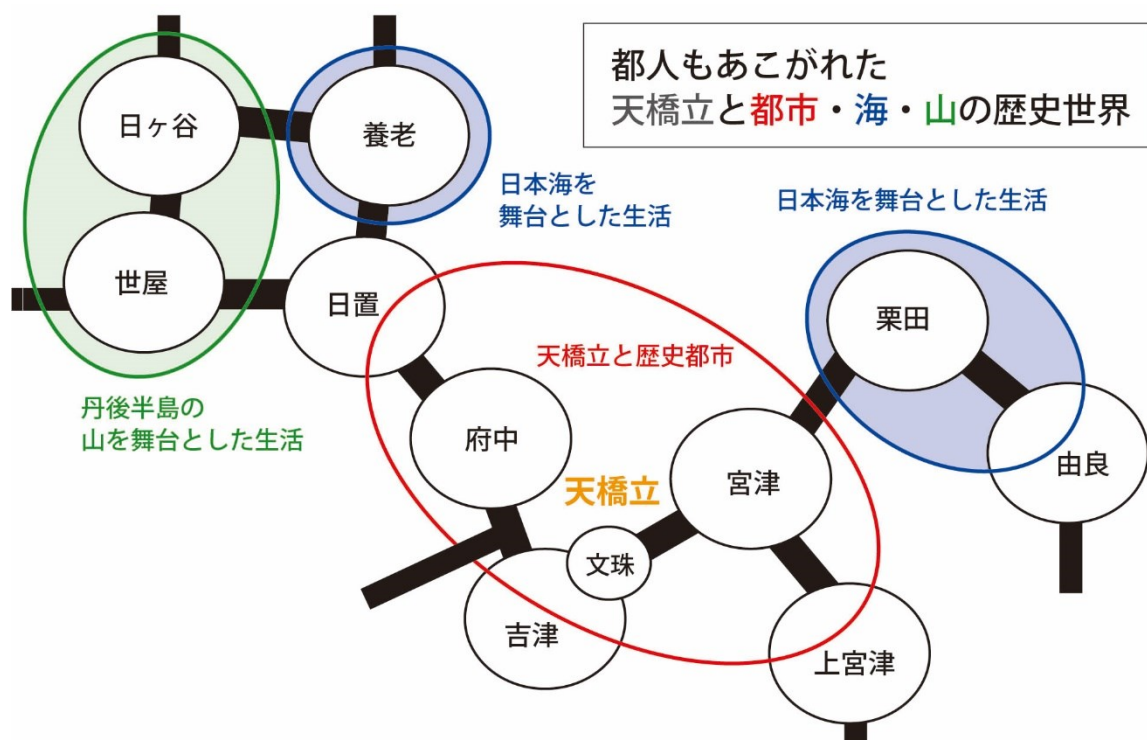 都人もあこがれた
天橋立と都市・海・山の歴史世界
日ヶ谷
養老
日本海を
舞台とした生活
日本海を舞台とした生活
世屋
日置
栗田
天橋立と歴史都市
丹後半島の
山を舞台とした生活
府中
宮津
由良
天橋立
文珠
吉津
上宮津